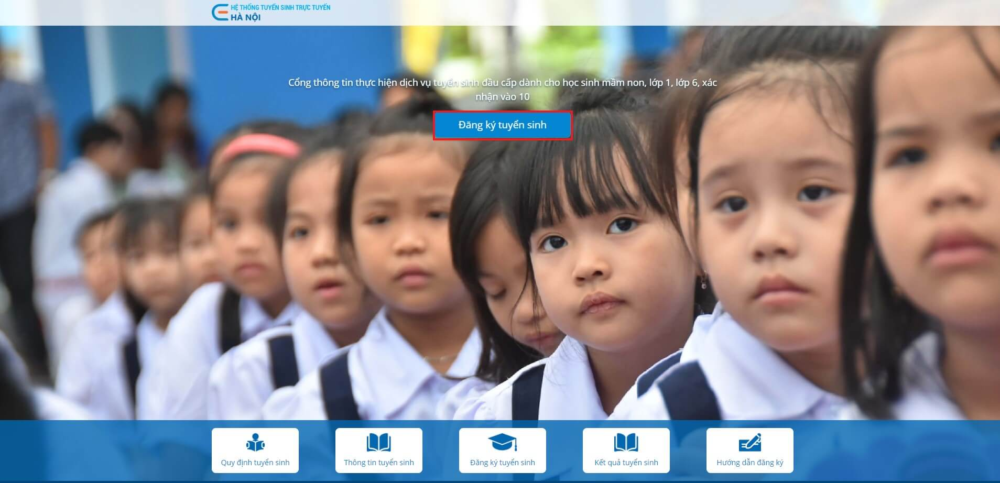 HỆ THỐNG TUYỂN SINH TRỰC TUYẾN
HÀ NỘI
Cổng thông tin thực hiện dịch vụ tuyển sinh đầu cấp dành cho học sinh mầm non, lớp 1, lớp 6, xác
nhận vào 10
Đăng ký tuyển sinh
Quy định tuyển sinh
Thông tin tuyển sinh
Đăng ký tuyển sinh
Kết quả tuyển sinh
Hướng dẫn đăng ký